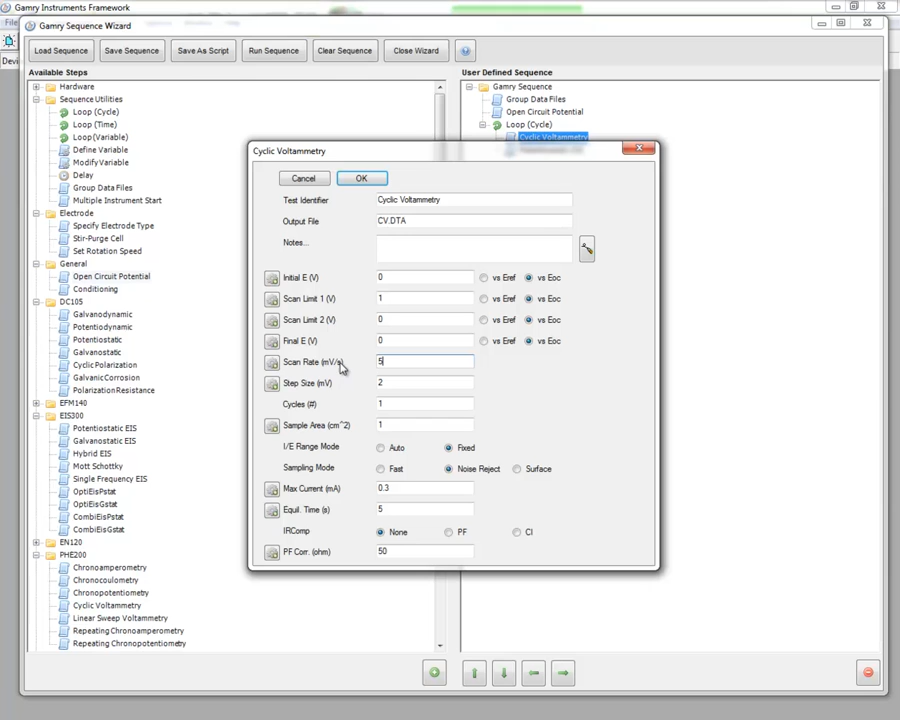 Gamry Instruments Framework
Gamry Sequence Wizard
Load Sequence Save Sequence Save As Script Run Sequence Clear Sequence Close Wizard
Available Steps
Hardware
Sequence Utilities
Loop (Cycle)
Loop (Time)
Loop (Variable)
Define Variable
Modify Variable
Delay
Group Data Files
Multiple Instrument Start
Electrode
Specify Electrode Type
Stir-Purge Cell
Set Rotation Speed
General
Open Circuit Potential
Conditioning
DC105
Galvanodynamic
Potentiodynamic
Potentiostatic
Galvanostatic
Cyclic Polarization
GalvanicCorrosion
PolarizationResistance
EFM140
EIS300
Potentiostatic EIS
Galvanostatic EIS
Hybrid EIS
Mott Schottky
Single Frequency EIS
OptiEisPstat
OptiEisGstat
CombiEisPstat
CombiEisGstat
EN120
PHE200
Chronoamperometry
Chronocoulometry
Chronopotentiometry
Cyclic Voltammetry
Linear Sweep Voltammetry
Repeating Chronoamperometry
Repeating Chronopotentiometry
User Defined Sequence
Gamry Sequence
Group Data Files
Open Circuit Potential
Loop (Cycle)
Cyclic Voltammetry
Cyclic Voltammetry
Cancel OK
Test Identifier Cyclic Voltammetry
Output File CV.DTA
Notes...
Initial E (V) 0 vs Eref vs Eoc
Scan Limit 1 (V) 1 vs Eref vs Eoc
Scan Limit 2 (V) 0 vs Eref vs Eoc
Final E (V) 0 vs Eref vs Eoc
Scan Rate (mV/s) 5
Step Size (mV) 2
Cycles (#) 1
Sample Area (cm^2) 1
I/E Range Mode Auto Fixed
Sampling Mode Fast Noise Reject Surface
Max Current (mA) 0.3
Equil. Time (s) 5
IRComp None PF CI
PF Corr. (ohm) 50